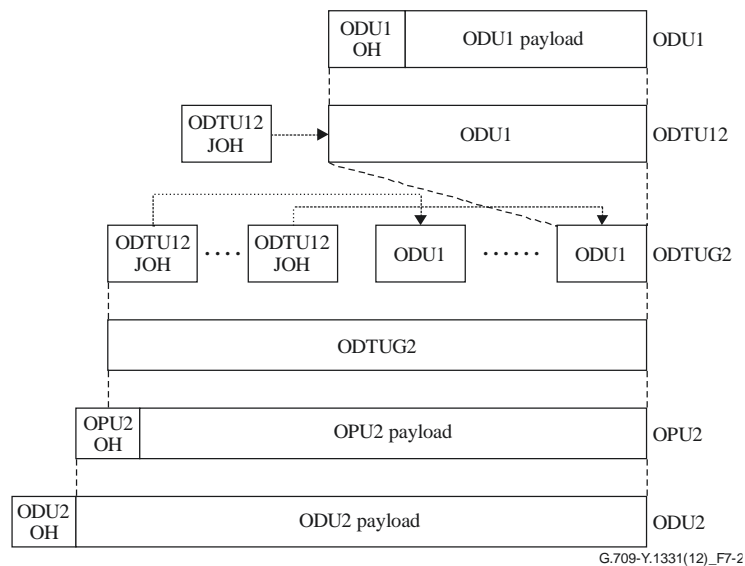 ODU1
OH
ODU1 payload
ODU1
ODTU12
JOH
ODU1
ODTU12
ODTU12
JOH
ODTU12
JOH
ODU1
ODU1
ODTUG2
ODTUG2
OPU2
OH
OPU2 payload
OPU2
ODU2
OH
ODU2 payload
ODU2
G.709-Y.1331(12)_F7-2